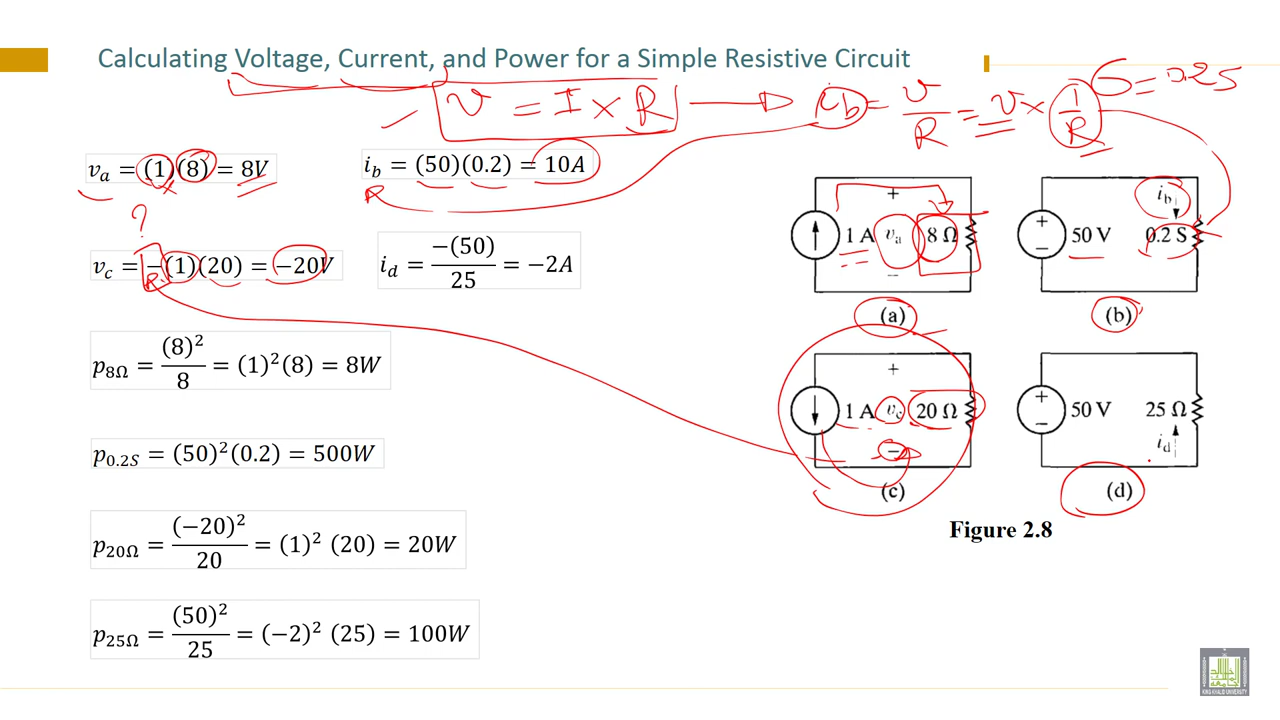 Calculating Voltage, Current, and Power for a Simple Resistive Circuit
v = I × R
i_b = v/R = v × 1/R
G = 0.2S
v_a = (1)(8) = 8V
i_b = (50)(0.2) = 10A
?
v_c = −(1)(20) = −20V
i_d = −(50)/25 = −2A
p_8Ω = (8)²/8 = (1)²(8) = 8W
p_0.2S = (50)²(0.2) = 500W
p_20Ω = (−20)²/20 = (1)² (20) = 20W
p_25Ω = (50)²/25 = (−2)² (25) = 100W
+
1 A v_a 8 Ω
−
(a)
i_b
+
− 50 V 0.2 S
(b)
+
1 A v_c 20 Ω
−
(c)
+
− 50 V 25 Ω
i_d
(d)
Figure 2.8
KING KHALID UNIVERSITY